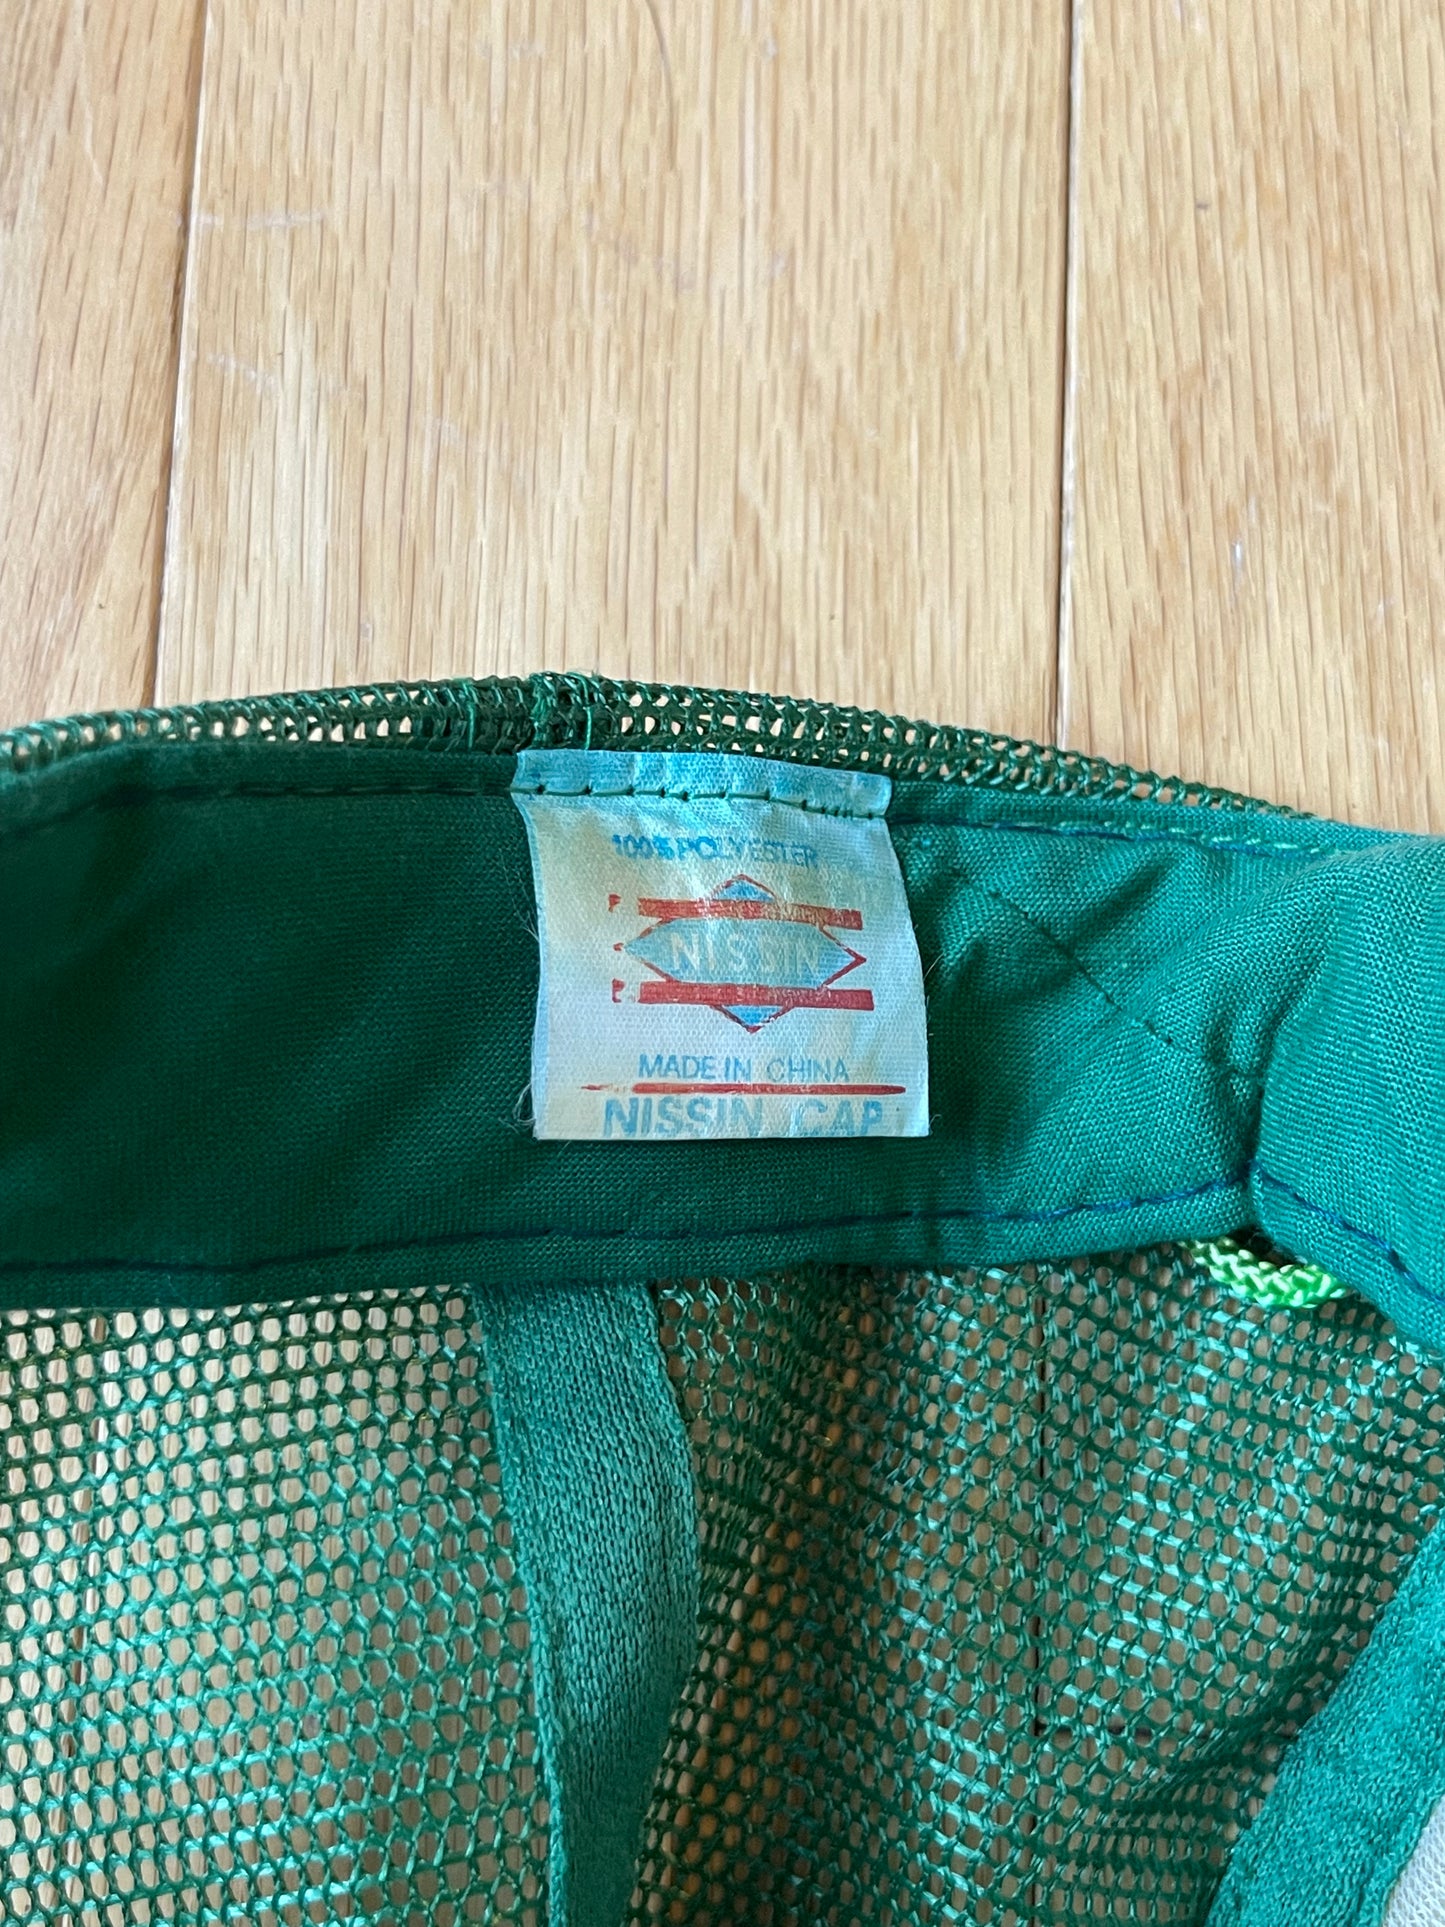 100% POLYESTER
NISSIN
MADE IN CHINA
NISSIN CAP